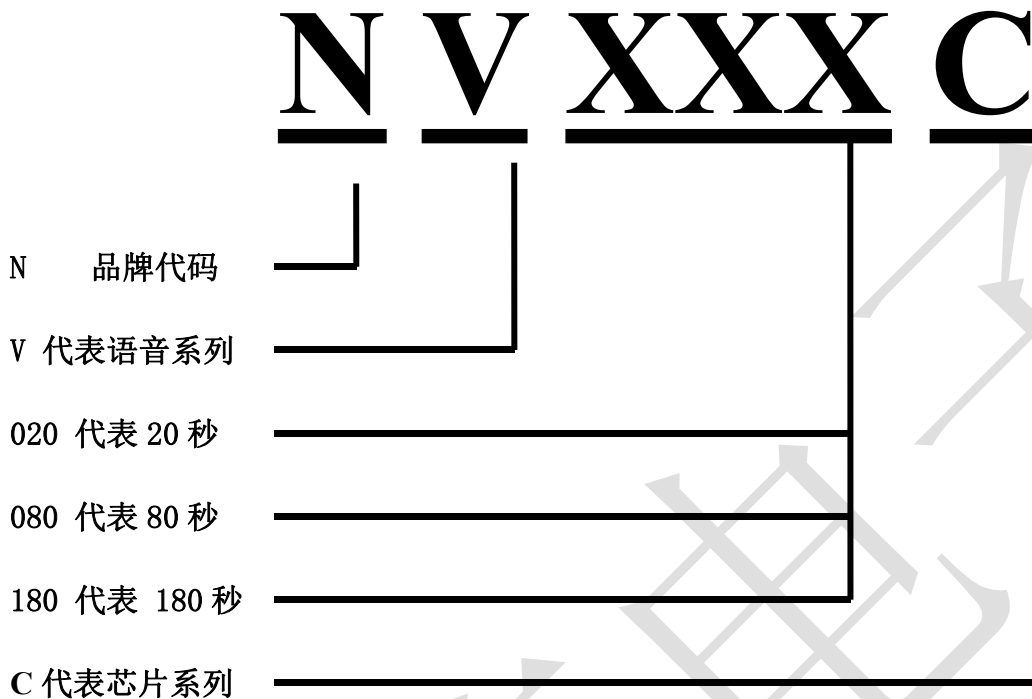 N V XXX C
N 品牌代码
V 代表语音系列
020 代表 20 秒
080 代表 80 秒
180 代表 180 秒
C 代表芯片系列